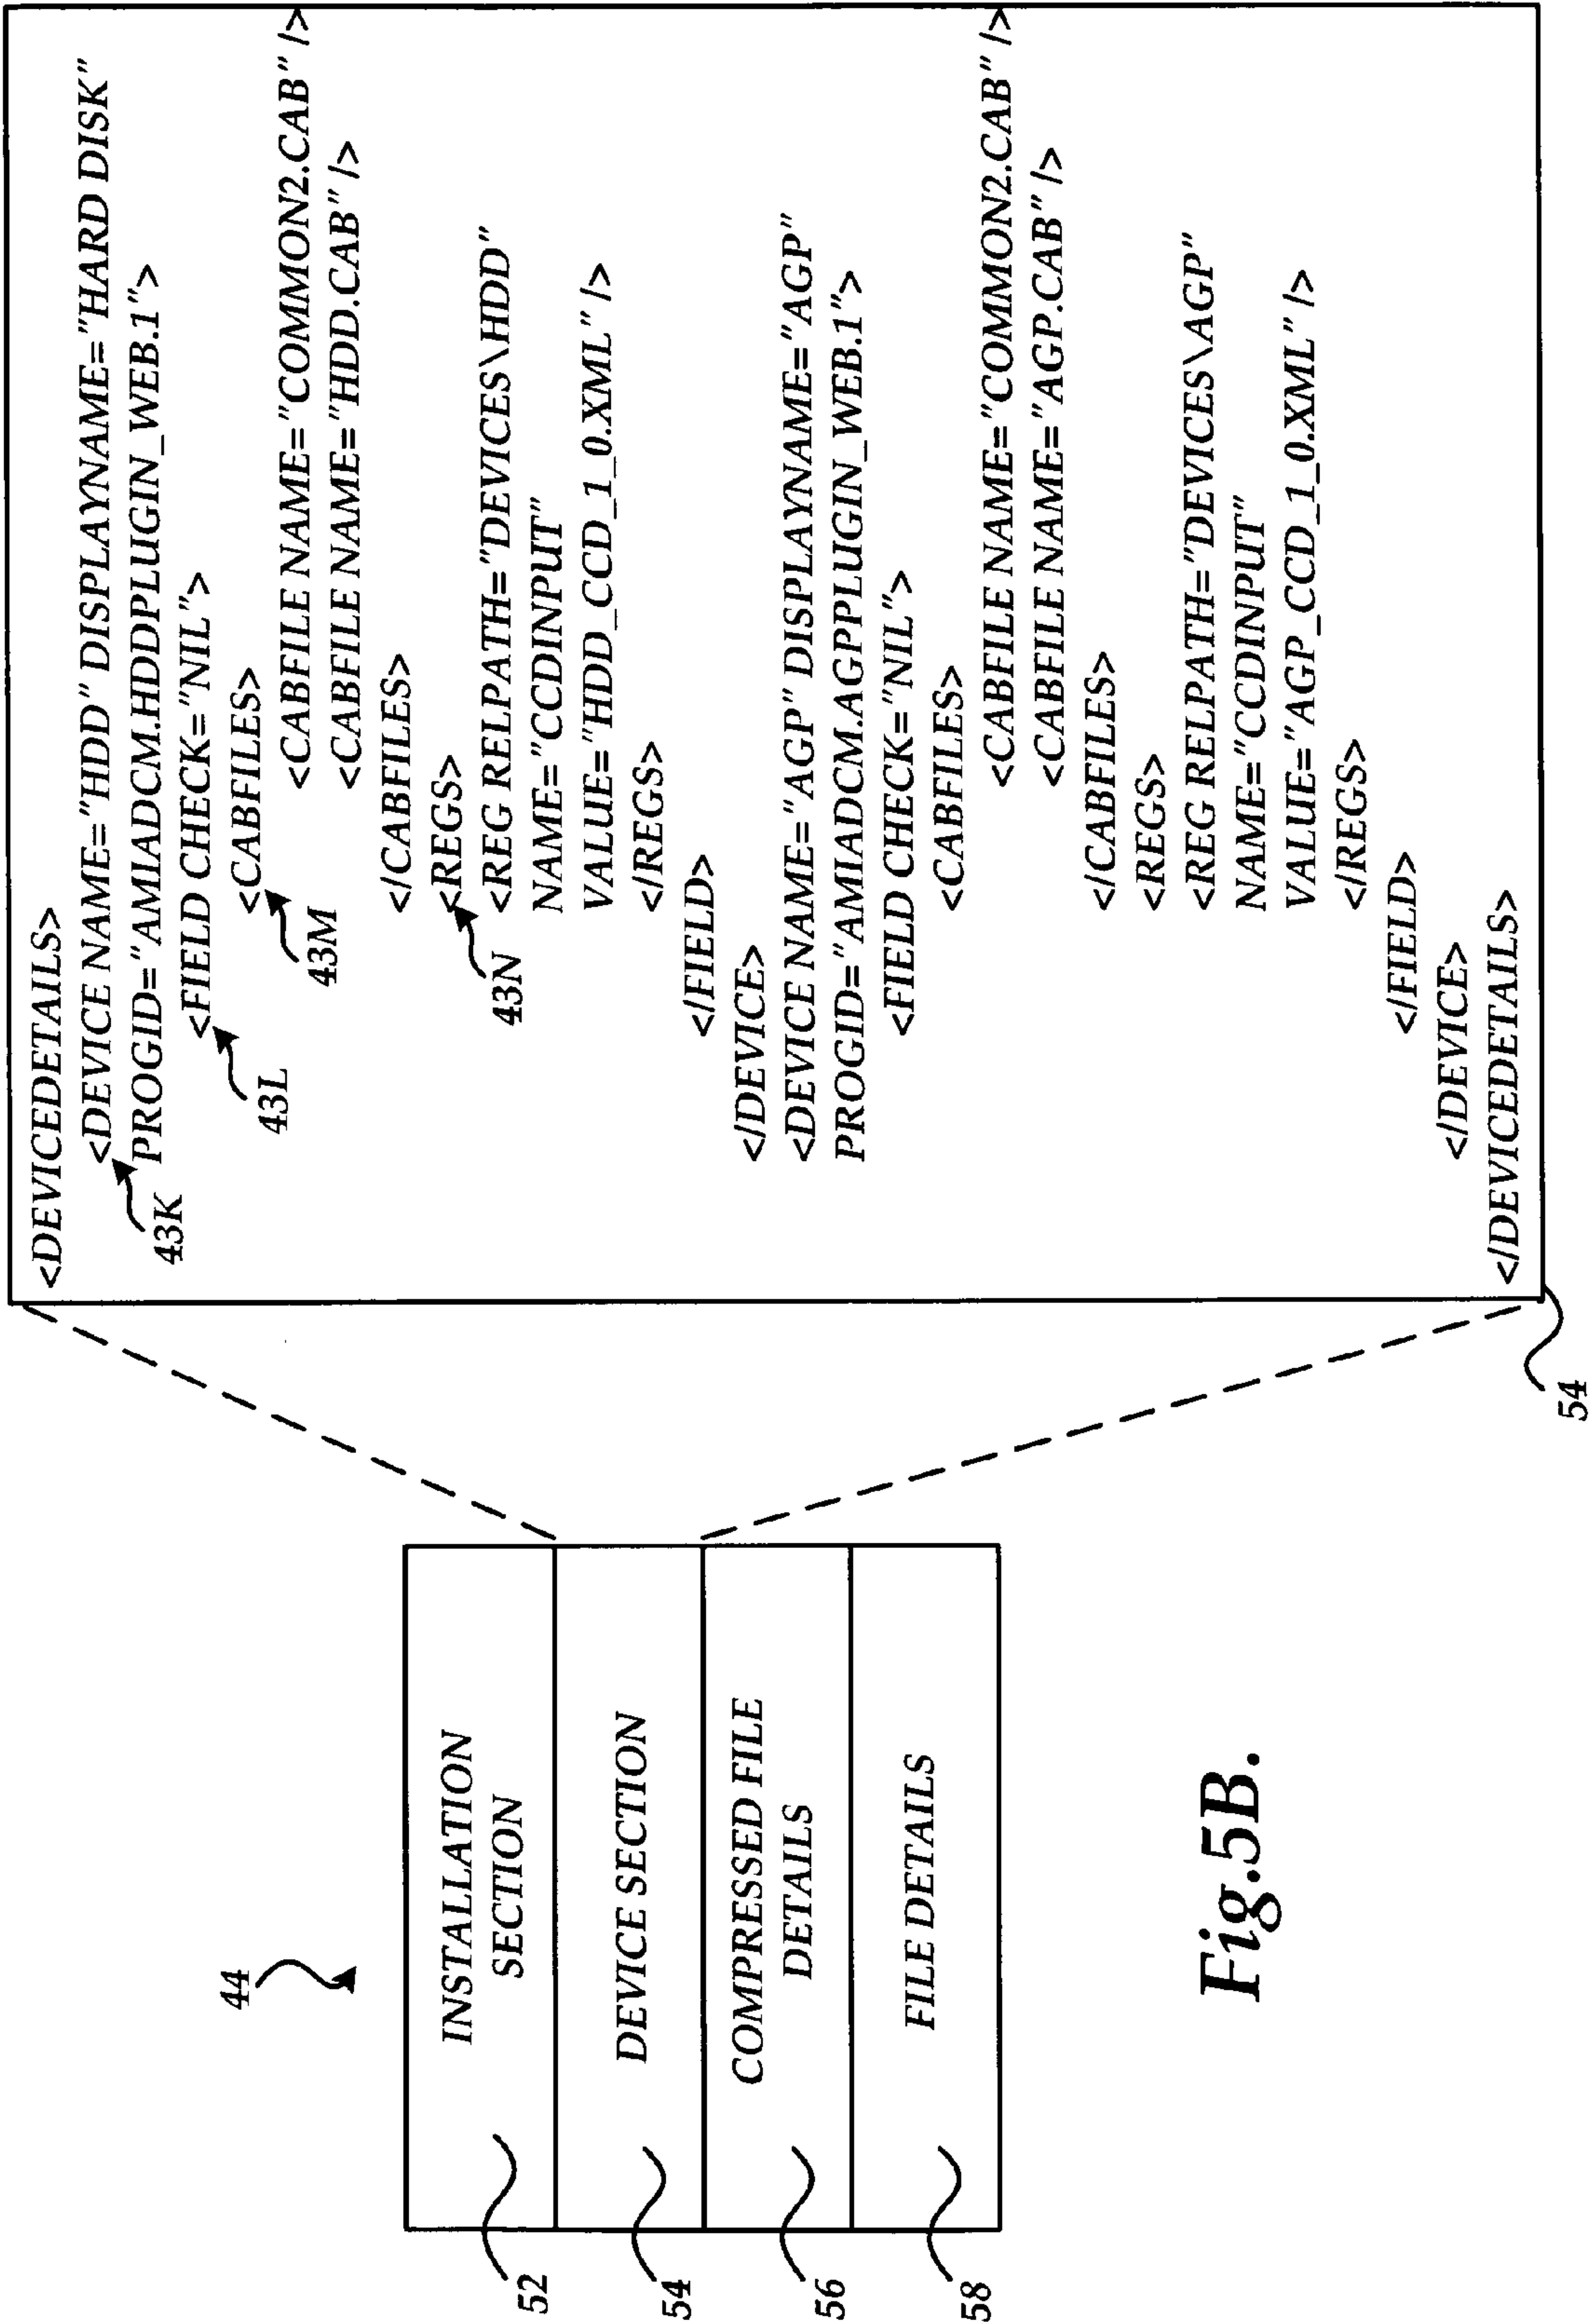 44
52
INSTALLATION
SECTION
54
DEVICE SECTION
56
COMPRESSED FILE
DETAILS
58
FILE DETAILS
<DEVICEDETAILS>
<DEVICE NAME="HDD" DISPLAYNAME="HARD DISK"
43K
PROGID="AMIADCM.HDDPLUGIN_WEB.1">
<FIELD CHECK="NIL">
43L
<CABFILES>
43M
<CABFILE NAME="COMMON2.CAB" />
<CABFILE NAME="HDD.CAB" />
</CABFILES>
<REGS>
43N
<REG RELPATH="DEVICES\HDD"
NAME="CCDINPUT"
VALUE="HDD_CCD_1_0.XML" />
</REGS>
</FIELD>
</DEVICE>
<DEVICE NAME="AGP" DISPLAYNAME="AGP"
PROGID="AMIADCM.AGPPLUGIN_WEB.1">
<FIELD CHECK="NIL">
<CABFILES>
<CABFILE NAME="COMMON2.CAB" />
<CABFILE NAME="AGP.CAB" />
</CABFILES>
<REGS>
<REG RELPATH="DEVICES\AGP"
NAME="CCDINPUT"
VALUE="AGP_CCD_1_0.XML" />
</REGS>
</FIELD>
</DEVICE>
</DEVICEDETAILS>
54
Fig.5B.